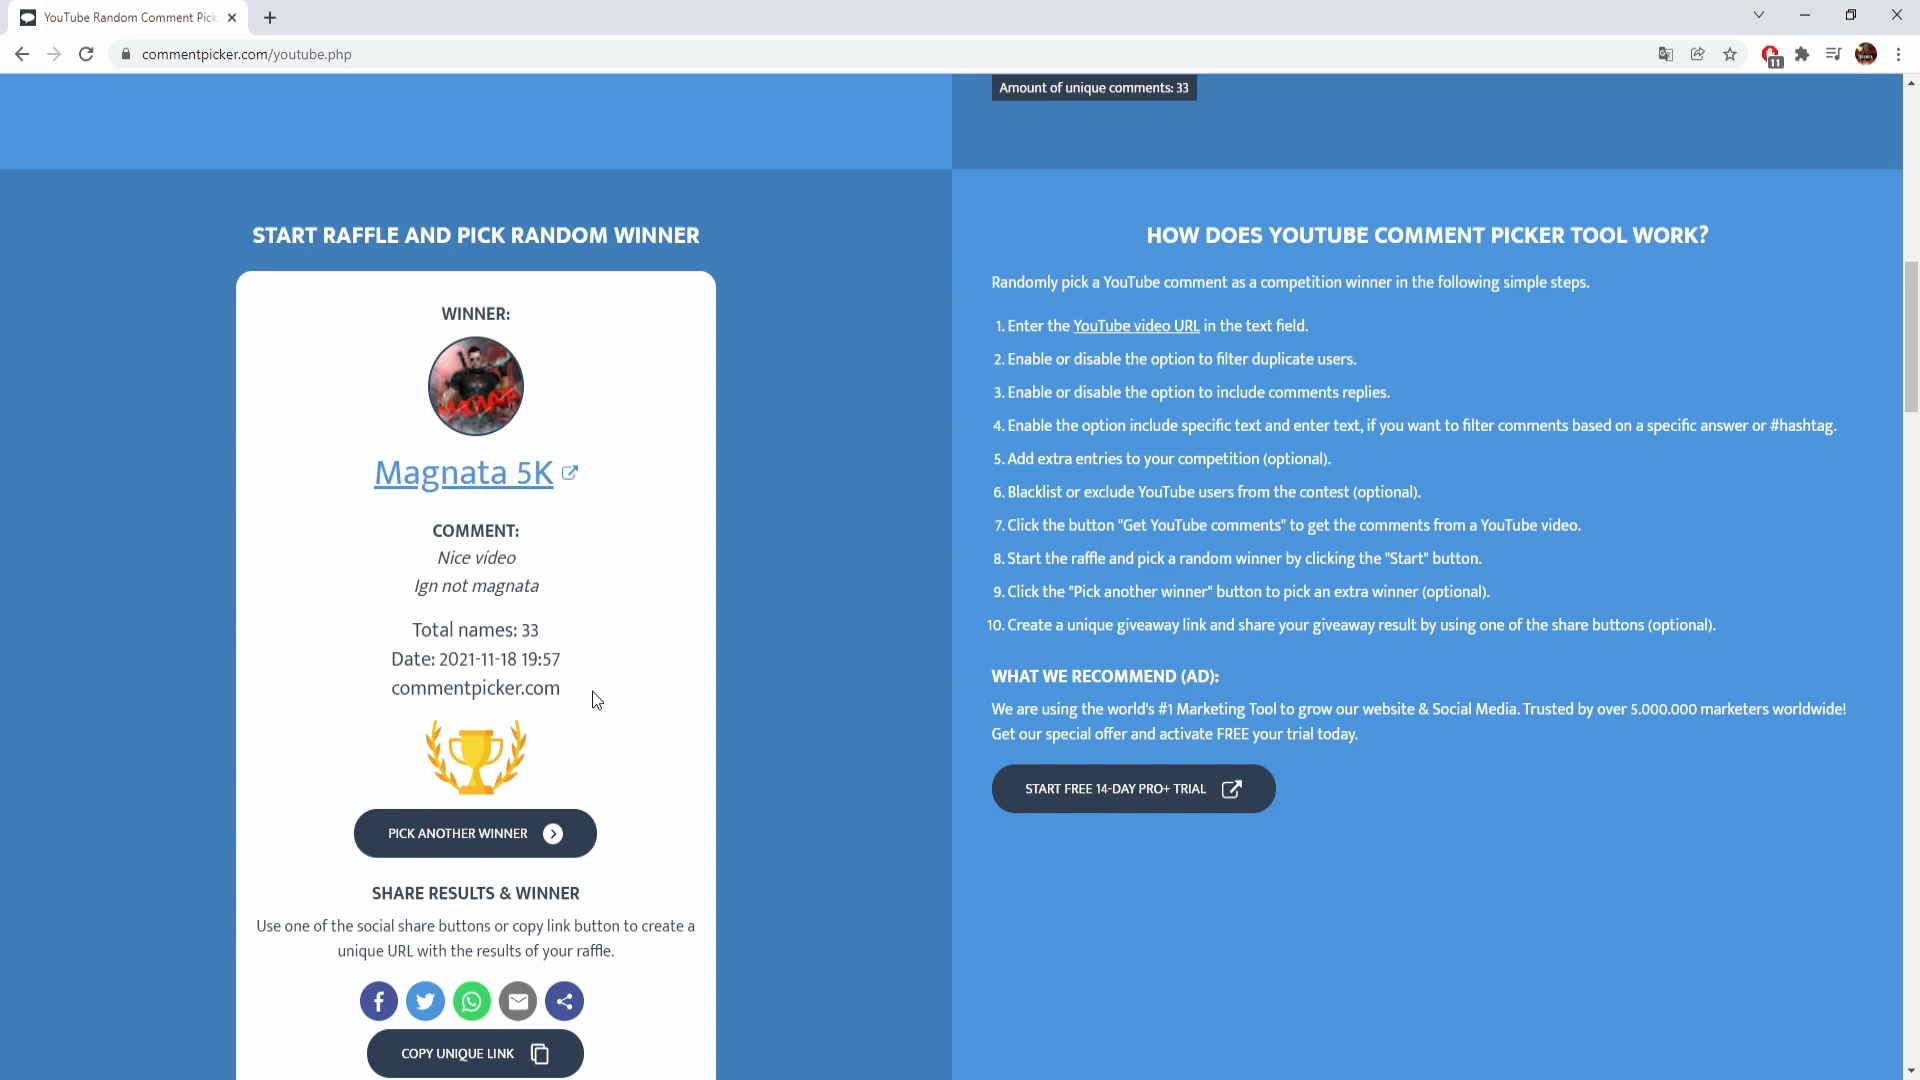 YouTube Random Comment Pick
commentpicker.com/youtube.php
11
Amount of unique comments: 33
START RAFFLE AND PICK RANDOM WINNER
WINNER:
MAGNATA
Magnata 5K
COMMENT:
Nice vídeo
Ign not magnata
Total names: 33
Date: 2021-11-18 19:57
commentpicker.com
PICK ANOTHER WINNER
SHARE RESULTS & WINNER
Use one of the social share buttons or copy link button to create a
unique URL with the results of your raffle.
COPY UNIQUE LINK
HOW DOES YOUTUBE COMMENT PICKER TOOL WORK?
Randomly pick a YouTube comment as a competition winner in the following simple steps.
1. Enter the YouTube video URL in the text field.
2. Enable or disable the option to filter duplicate users.
3. Enable or disable the option to include comments replies.
4. Enable the option include specific text and enter text, if you want to filter comments based on a specific answer or #hashtag.
5. Add extra entries to your competition (optional).
6. Blacklist or exclude YouTube users from the contest (optional).
7. Click the button "Get YouTube comments" to get the comments from a YouTube video.
8. Start the raffle and pick a random winner by clicking the "Start" button.
9. Click the "Pick another winner" button to pick an extra winner (optional).
10. Create a unique giveaway link and share your giveaway result by using one of the share buttons (optional).
WHAT WE RECOMMEND (AD):
We are using the world's #1 Marketing Tool to grow our website & Social Media. Trusted by over 5.000.000 marketers worldwide!
Get our special offer and activate FREE your trial today.
START FREE 14-DAY PRO+ TRIAL